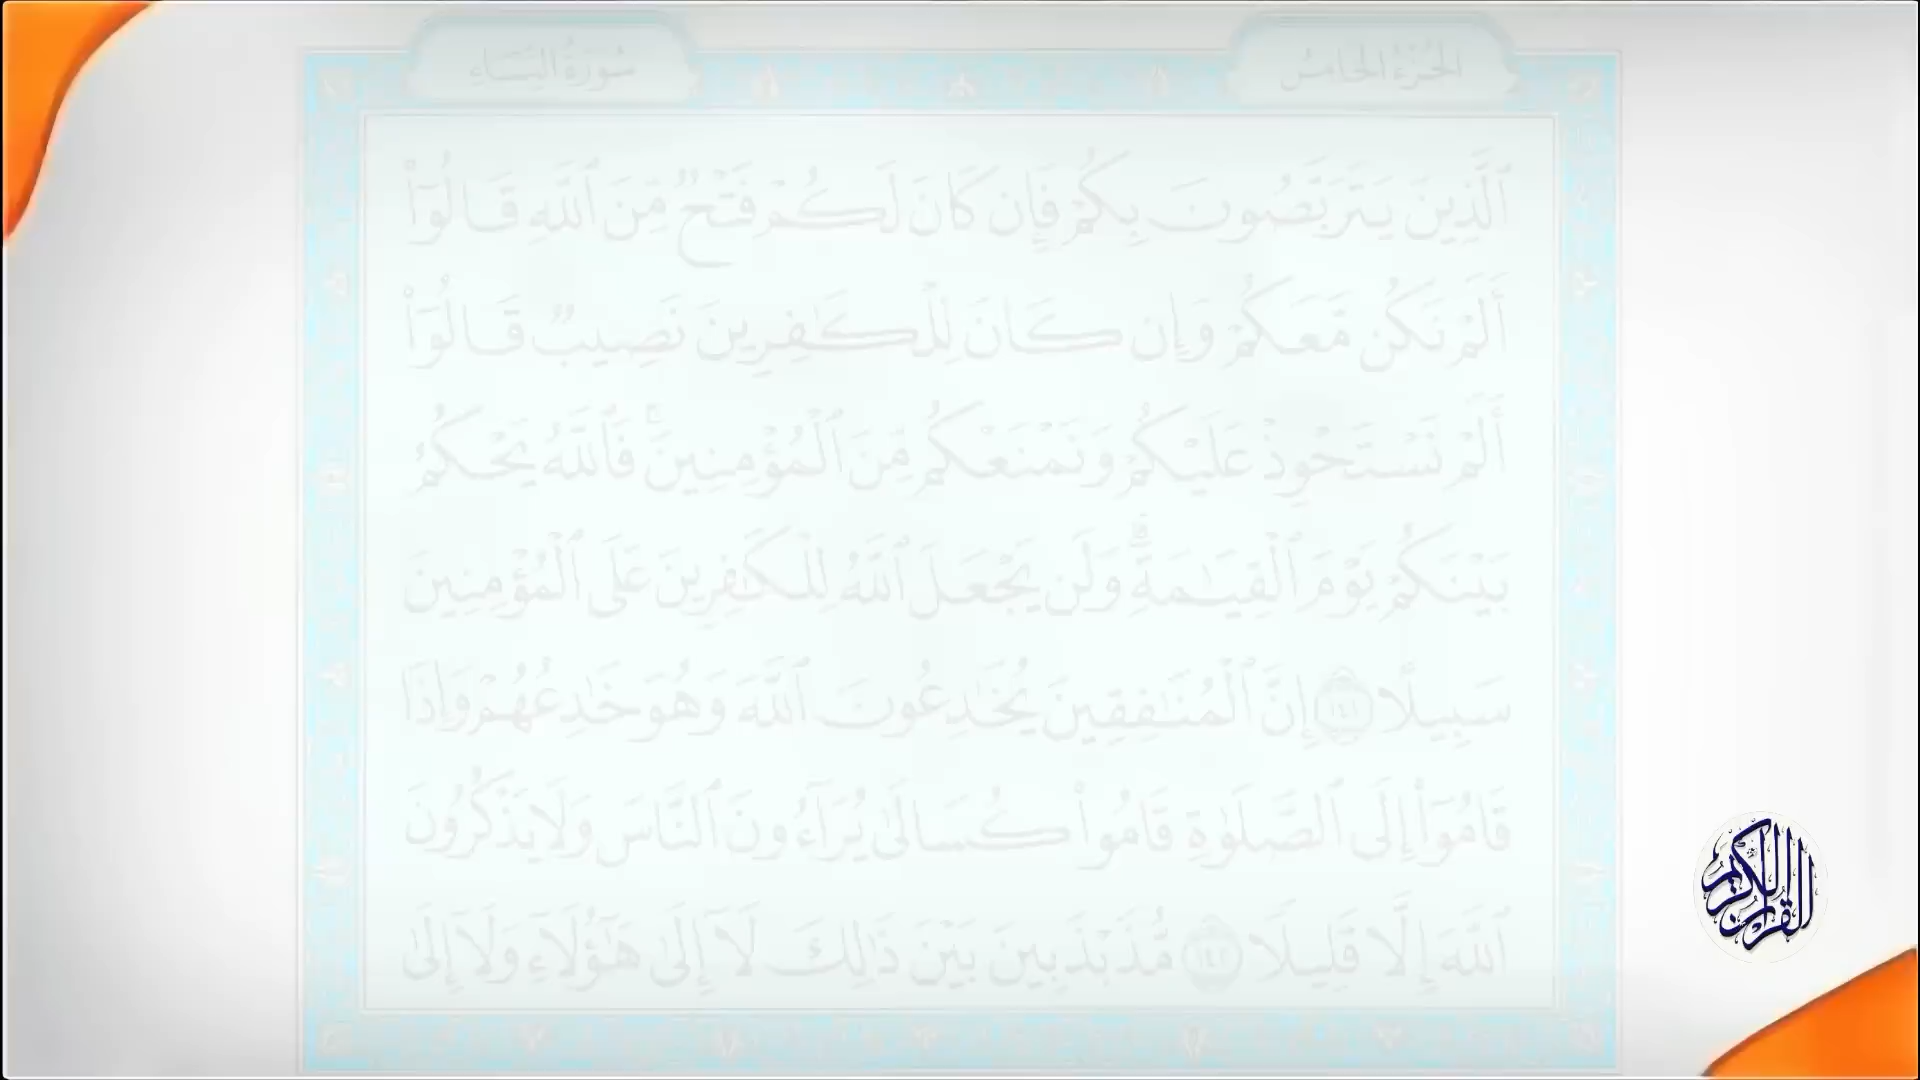 الجزء الخامس
سورة النساء
ٱلَّذِينَ يَتَرَبَّصُونَ بِكُمْ فَإِن كَانَ لَكُمْ فَتْحٌ مِّنَ ٱللَّهِ قَالُوٓا۟
أَلَمْ نَكُن مَّعَكُمْ وَإِن كَانَ لِلْكَٰفِرِينَ نَصِيبٌ قَالُوٓا۟
أَلَمْ نَسْتَحْوِذْ عَلَيْكُمْ وَنَمْنَعْكُم مِّنَ ٱلْمُؤْمِنِينَ ۚ فَٱللَّهُ يَحْكُمُ
بَيْنَكُمْ يَوْمَ ٱلْقِيَٰمَةِ ۗ وَلَن يَجْعَلَ ٱللَّهُ لِلْكَٰفِرِينَ عَلَى ٱلْمُؤْمِنِينَ
سَبِيلًا ١٤١ إِنَّ ٱلْمُنَٰفِقِينَ يُخَٰدِعُونَ ٱللَّهَ وَهُوَ خَٰدِعُهُمْ وَإِذَا
قَامُوٓا۟ إِلَى ٱلصَّلَوٰةِ قَامُوا۟ كُسَالَىٰ يُرَآءُونَ ٱلنَّاسَ وَلَا يَذْكُرُونَ
ٱللَّهَ إِلَّا قَلِيلًا ١٤٢ مُّذَبْذَبِينَ بَيْنَ ذَٰلِكَ لَآ إِلَىٰ هَٰٓؤُلَآءِ وَلَآ إِلَىٰ
القرآن الكريم